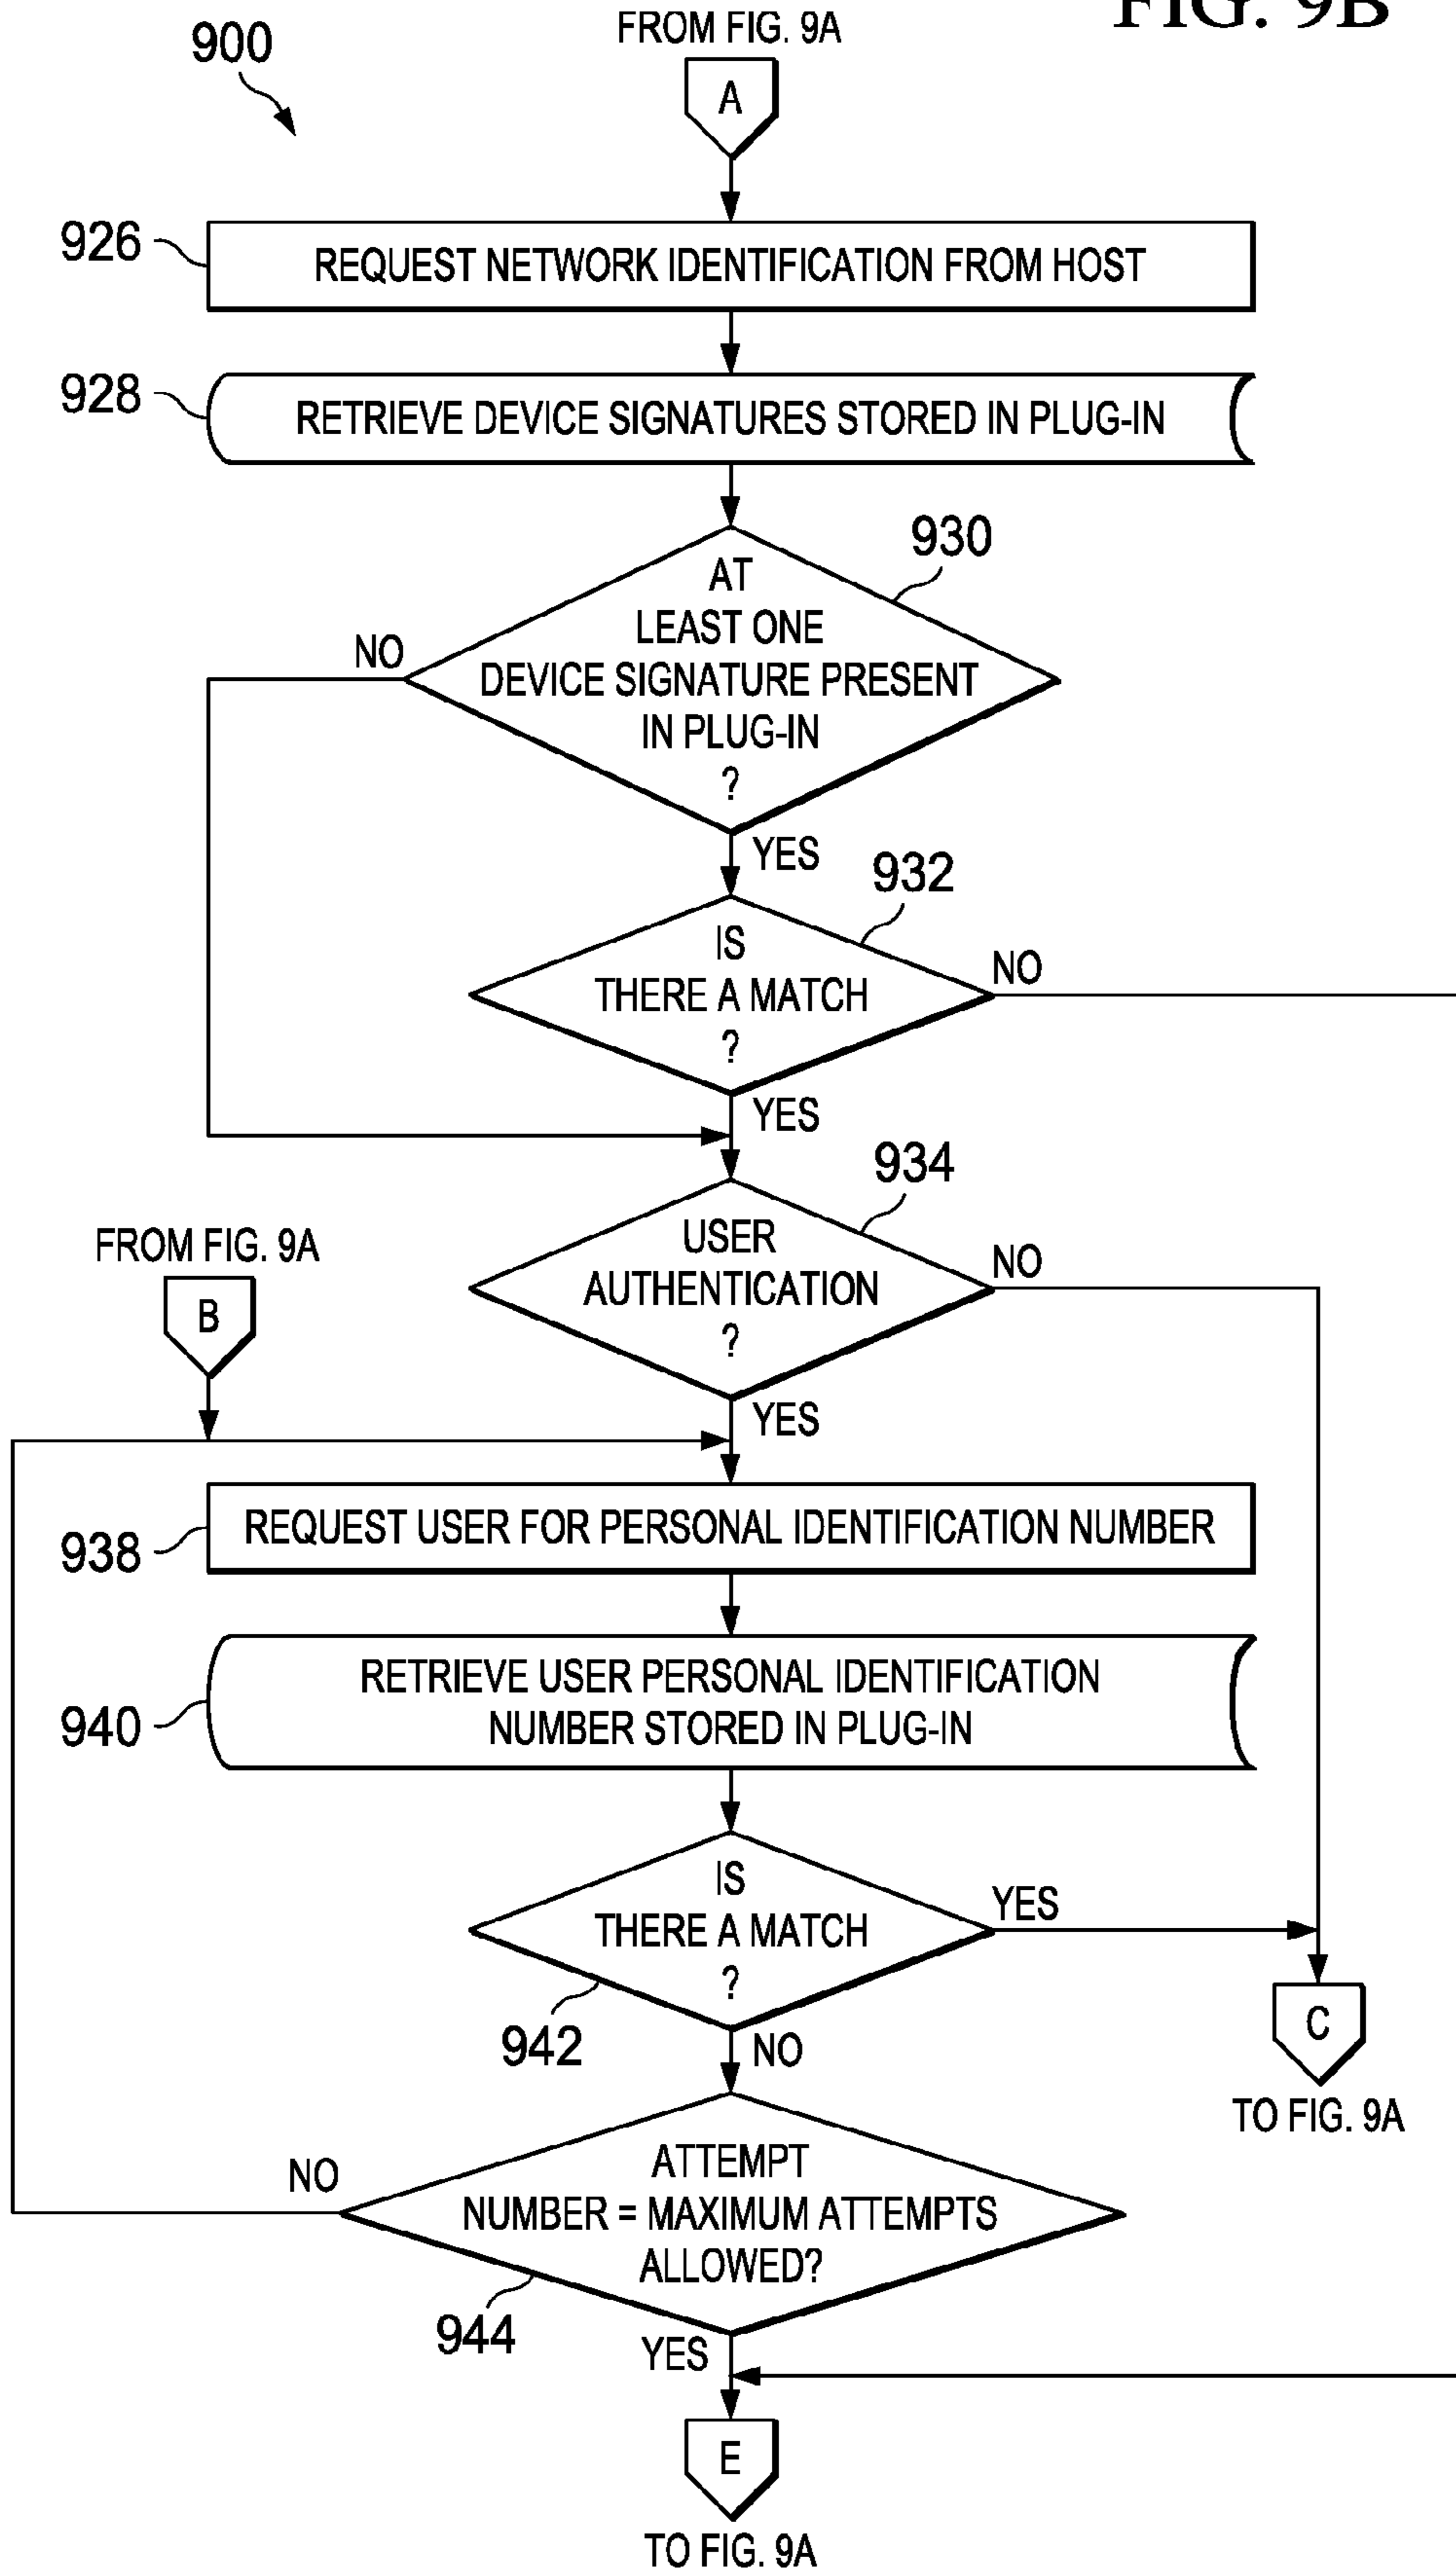 FIG. 9B
FROM FIG. 9A
900
A
926
REQUEST NETWORK IDENTIFICATION FROM HOST
928
RETRIEVE DEVICE SIGNATURES STORED IN PLUG-IN
930
AT
LEAST ONE
DEVICE SIGNATURE PRESENT
IN PLUG-IN
?
NO
YES
932
IS
THERE A MATCH
?
NO
YES
934
USER
AUTHENTICATION
?
NO
YES
FROM FIG. 9A
B
938
REQUEST USER FOR PERSONAL IDENTIFICATION NUMBER
940
RETRIEVE USER PERSONAL IDENTIFICATION
NUMBER STORED IN PLUG-IN
IS
THERE A MATCH
?
YES
942
NO
C
TO FIG. 9A
ATTEMPT
NUMBER = MAXIMUM ATTEMPTS
ALLOWED?
NO
944
YES
E
TO FIG. 9A